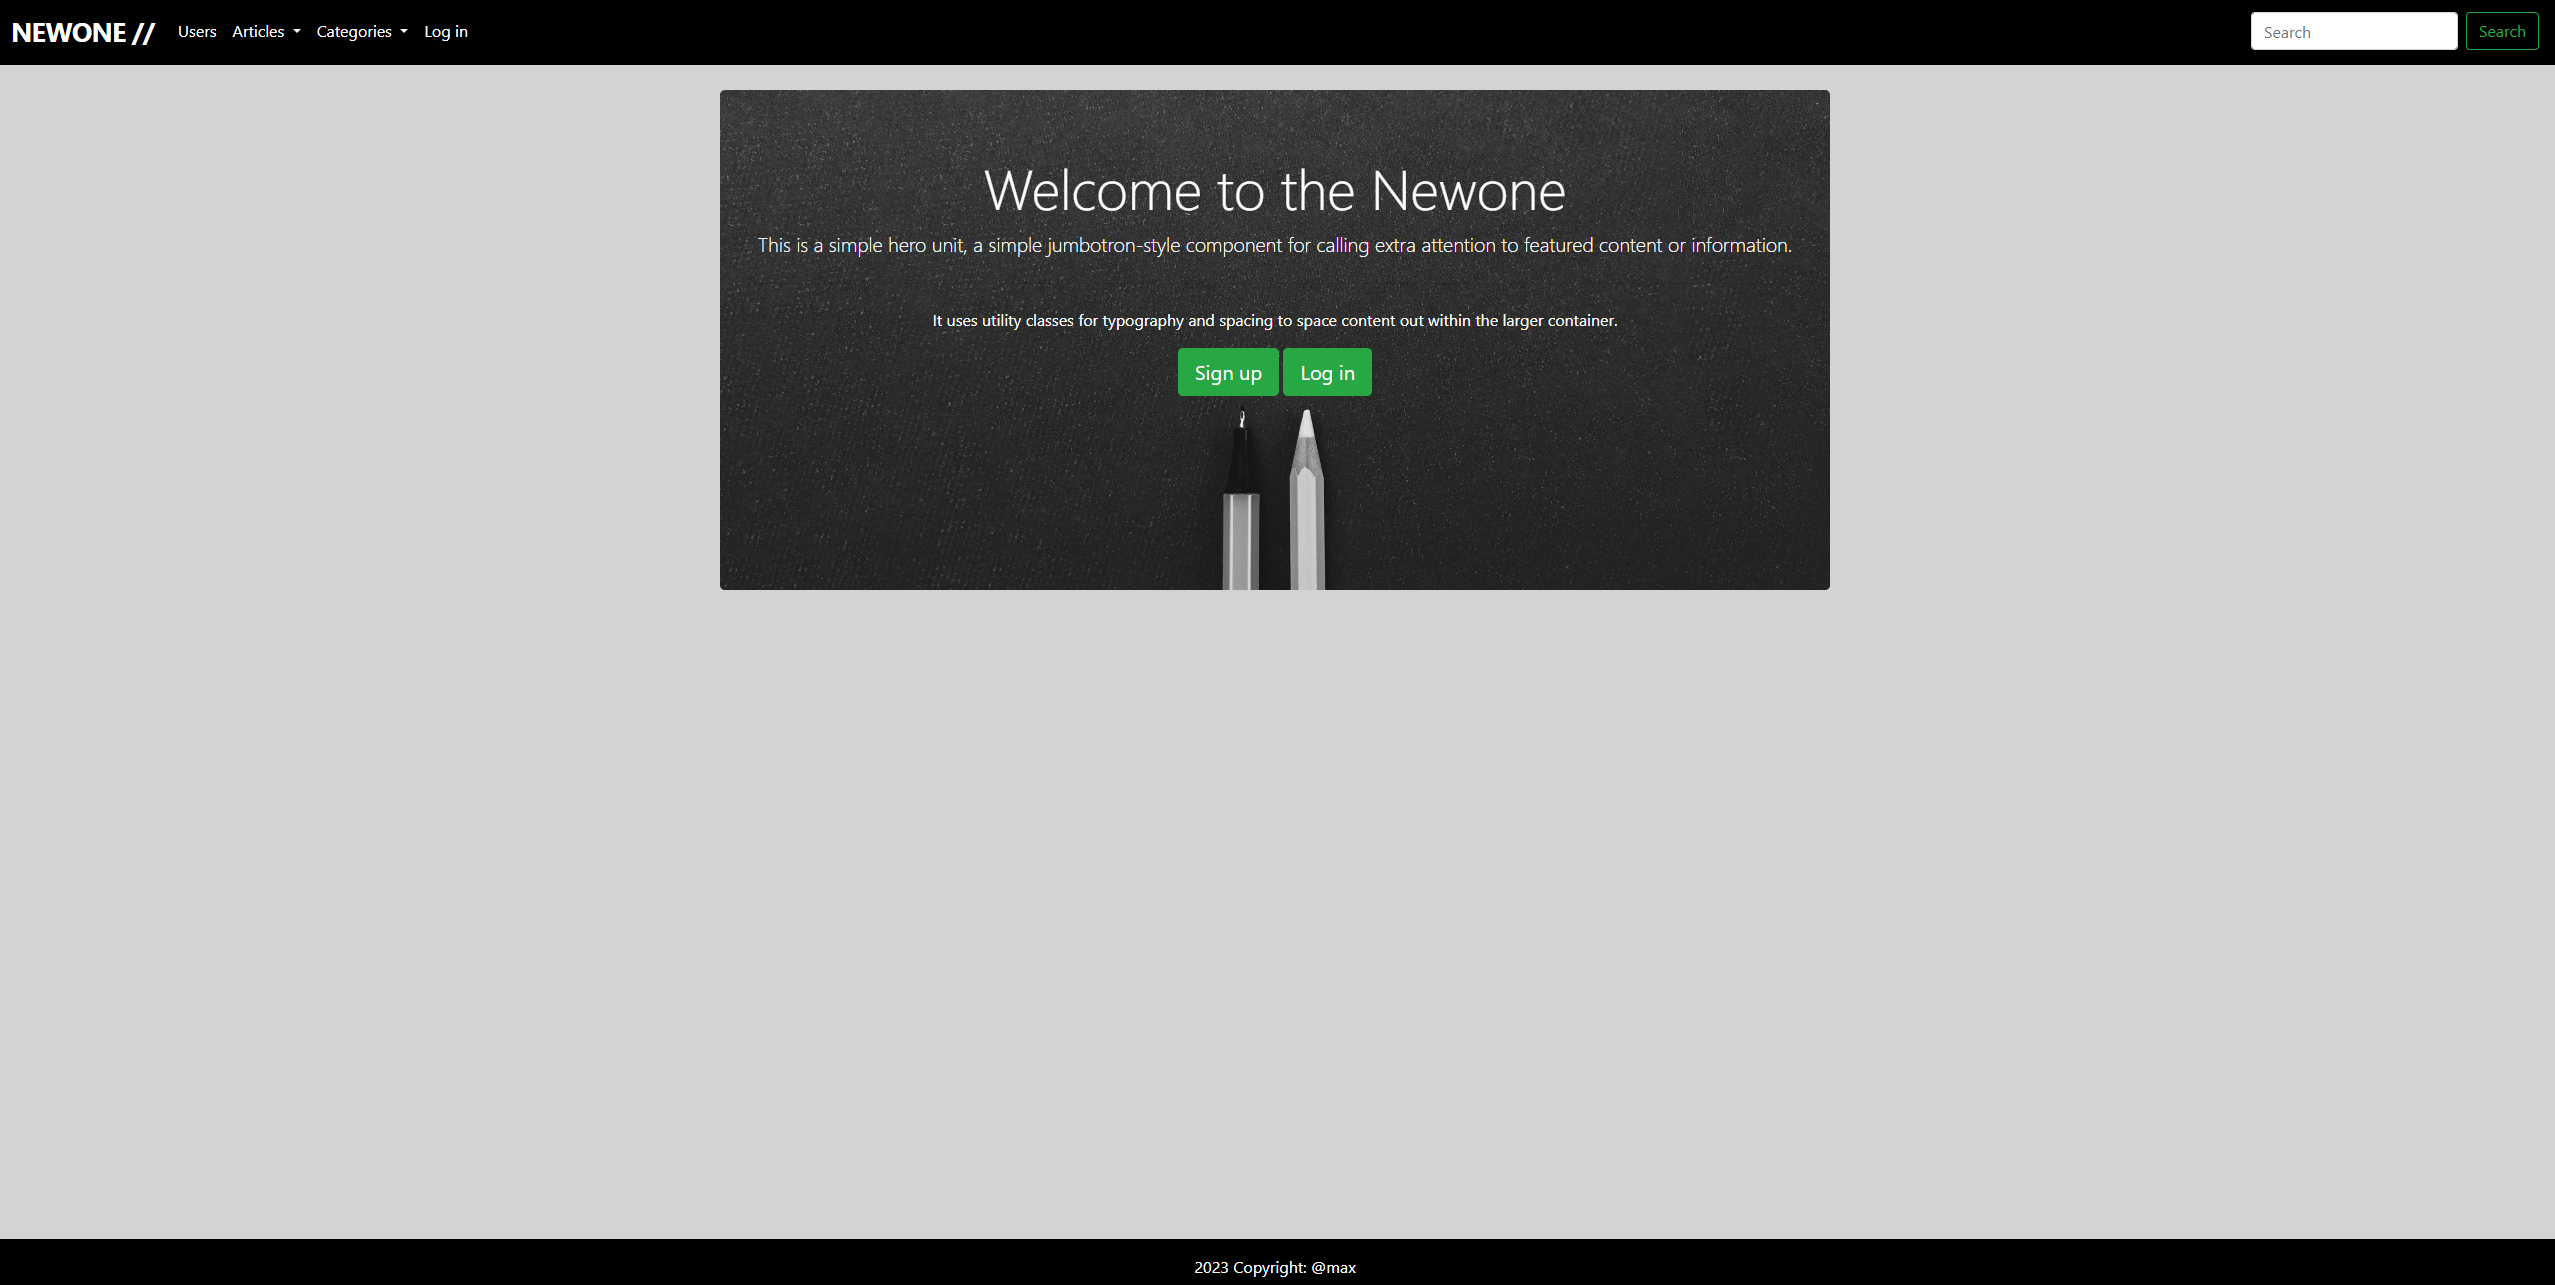 NEWONE // Users Articles Categories Log in Search Search
Welcome to the Newone
This is a simple hero unit, a simple jumbotron-style component for calling extra attention to featured content or information.
It uses utility classes for typography and spacing to space content out within the larger container.
Sign up Log in
2023 Copyright: @max